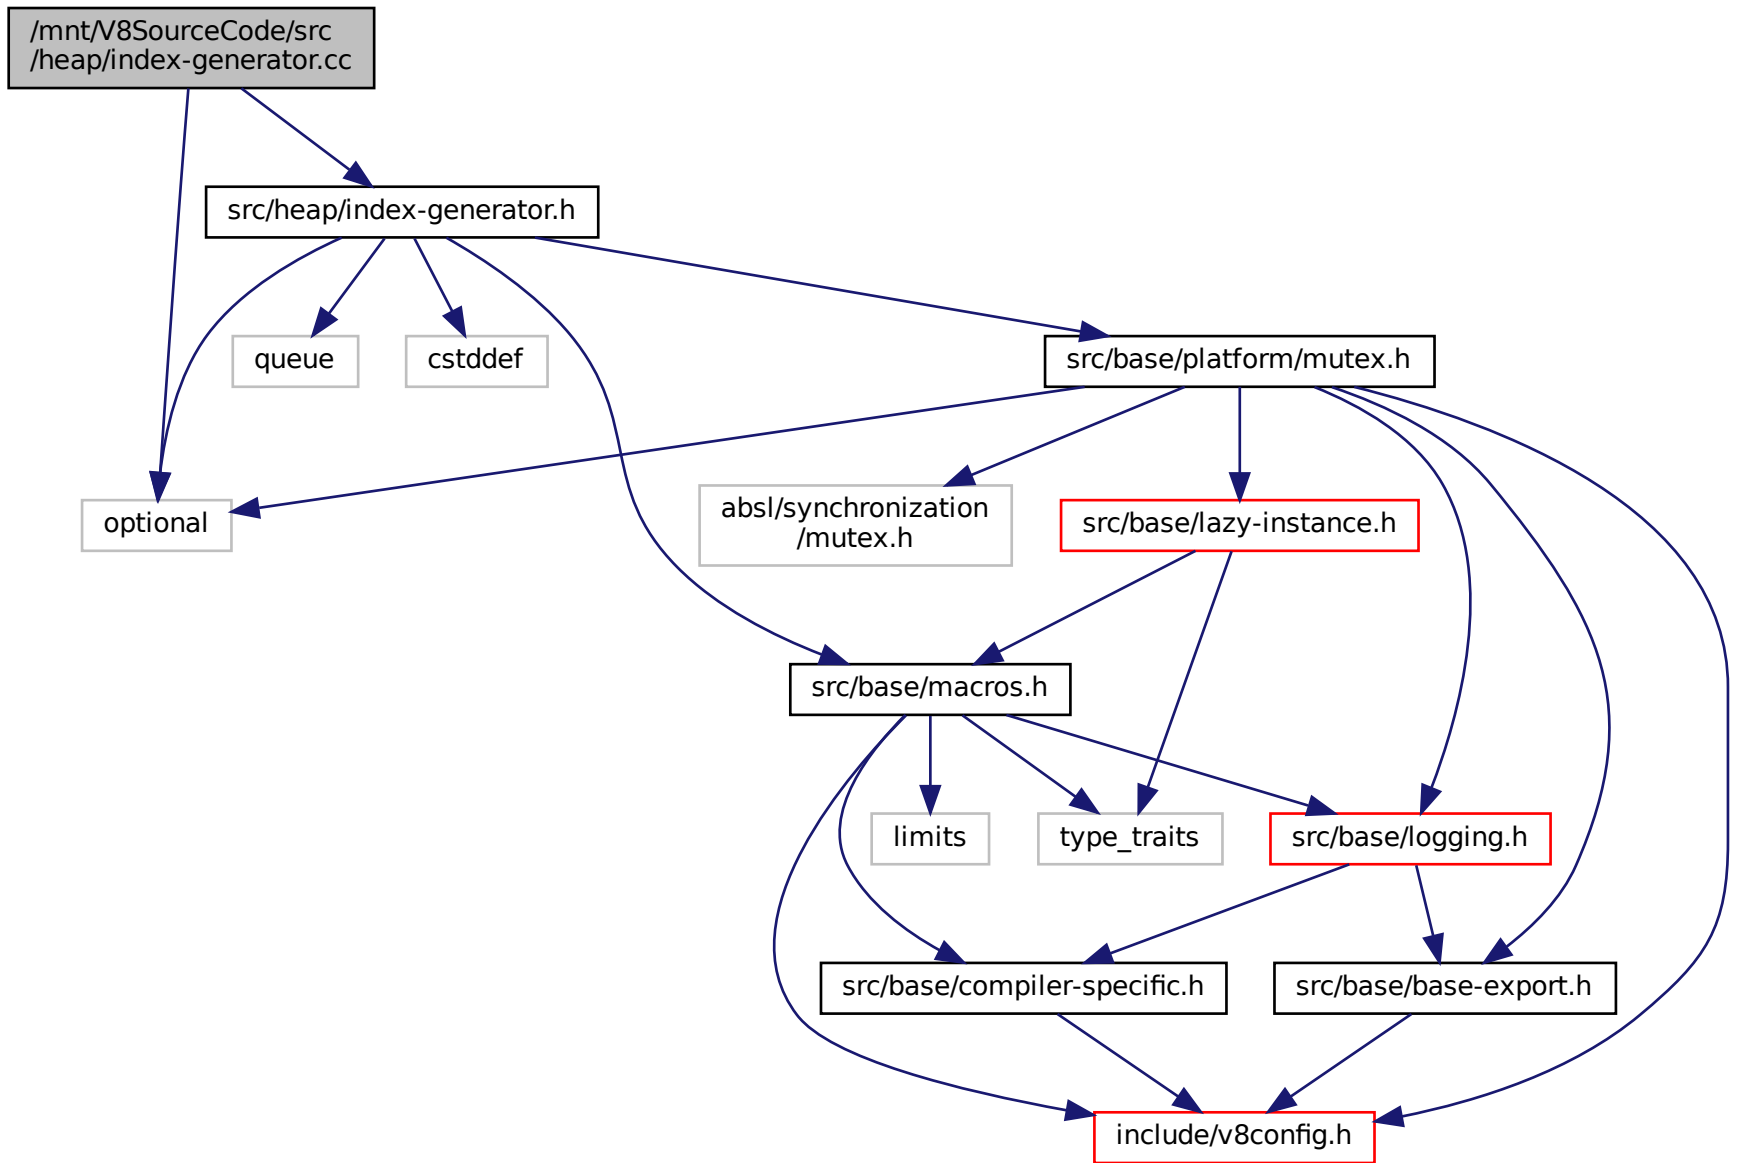 /mnt/V8SourceCode/src
/heap/index-generator.cc
src/heap/index-generator.h
queue
cstddef
src/base/platform/mutex.h
optional
absl/synchronization
/mutex.h
src/base/lazy-instance.h
src/base/macros.h
limits
type_traits
src/base/logging.h
src/base/compiler-specific.h
src/base/base-export.h
include/v8config.h